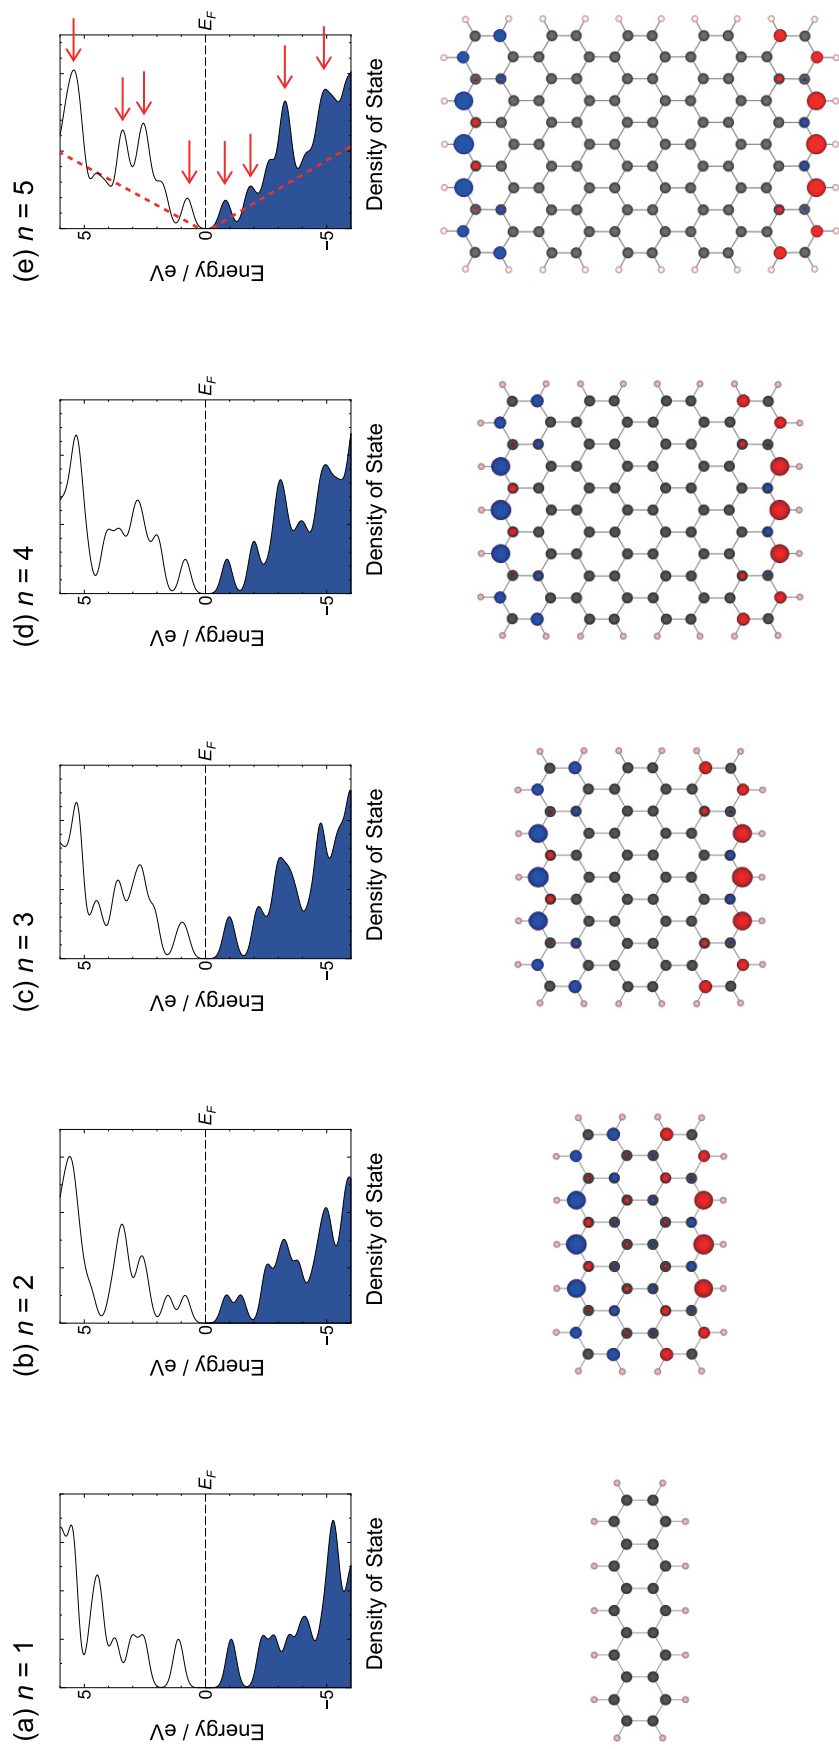 (a) n = 1
Energy / eV
5
0
−5
E_F
Density of State
(b) n = 2
Energy / eV
5
0
−5
E_F
Density of State
(c) n = 3
Energy / eV
5
0
−5
E_F
Density of State
(d) n = 4
Energy / eV
5
0
−5
E_F
Density of State
(e) n = 5
Energy / eV
5
0
−5
E_F
Density of State